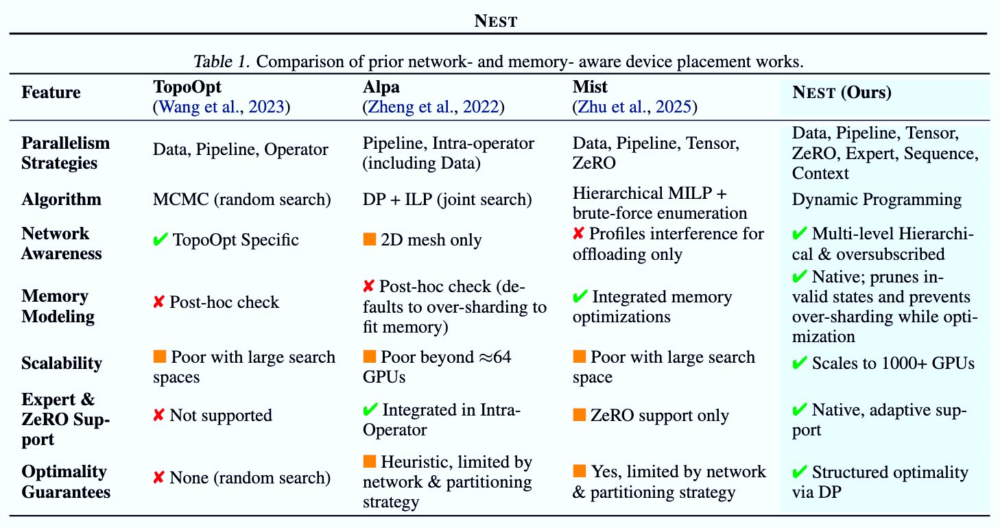 NEST
Table 1. Comparison of prior network- and memory- aware device placement works.
Feature
TopoOpt
(Wang et al., 2023)
Alpa
(Zheng et al., 2022)
Mist
(Zhu et al., 2025)
NEST (Ours)
Parallelism
Strategies
Data, Pipeline, Operator
Pipeline, Intra-operator
(including Data)
Data, Pipeline, Tensor,
ZeRO
Data, Pipeline, Tensor,
ZeRO, Expert, Sequence,
Context
Algorithm
MCMC (random search)
DP + ILP (joint search)
Hierarchical MILP +
brute-force enumeration
Dynamic Programming
Network
Awareness
✔ TopoOpt Specific
■ 2D mesh only
✘ Profiles interference for
offloading only
✔ Multi-level Hierarchi-
cal & oversubscribed
Memory
Modeling
✘ Post-hoc check
✘ Post-hoc check (de-
faults to over-sharding to
fit memory)
✔ Integrated memory
optimizations
✔ Native; prunes in-
valid states and prevents
over-sharding while opti-
mization
Scalability
■ Poor with large search
spaces
■ Poor beyond ≈64
GPUs
■ Poor with large search
space
✔ Scales to 1000+ GPUs
Expert &
ZeRO Sup-
port
✘ Not supported
✔ Integrated in Intra-
Operator
■ ZeRO support only
✔ Native, adaptive sup-
port
Optimality
Guarantees
✘ None (random search)
■ Heuristic, limited by
network & partitioning
strategy
■ Yes, limited by network
& partitioning strategy
✔ Structured optimality
via DP